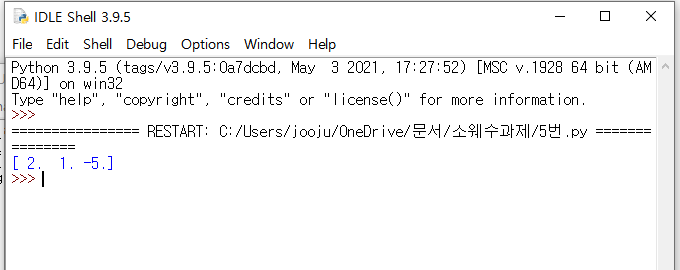 IDLE Shell 3.9.5
File Edit Shell Debug Options Window Help
Python 3.9.5 (tags/v3.9.5:0a7dcbd, May  3 2021, 17:27:52) [MSC v.1928 64 bit (AM
D64)] on win32
Type "help", "copyright", "credits" or "license()" for more information.
>>>
================ RESTART: C:/Users/jooju/OneDrive/문서/소웨수과제/5번.py =======
========
[ 2.  1. -5.]
>>>